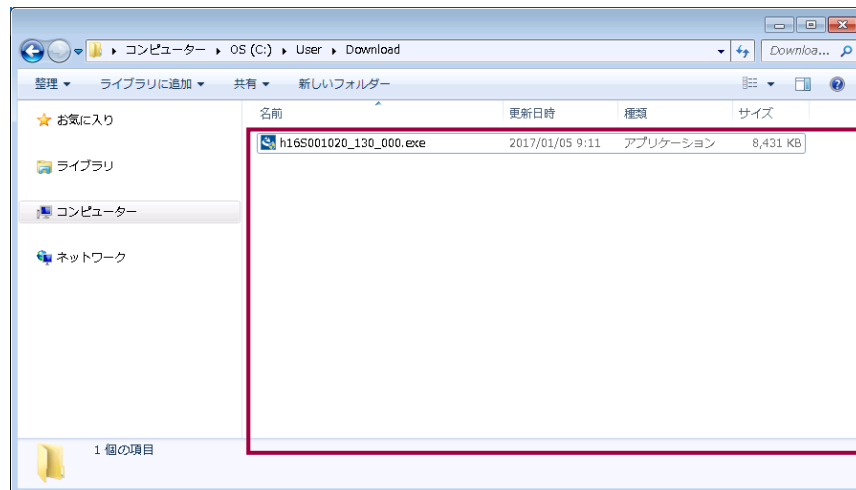 コンピューター OS (C:) User Download
Downloa...
整理 ライブラリに追加 共有 新しいフォルダー
お気に入り
ライブラリ
コンピューター
ネットワーク
名前 更新日時 種類 サイズ
h16S001020_130_000.exe 2017/01/05 9:11 アプリケーション 8,431 KB
1 個の項目